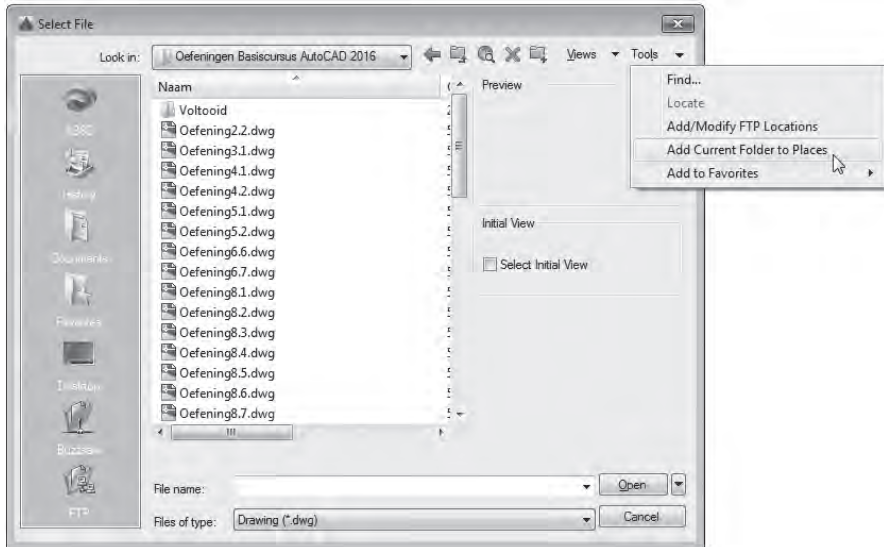 Select File
Look in: Oefeningen Basiscursus AutoCAD 2016 Views Tools
Find...
Locate
Add/Modify FTP Locations
Add Current Folder to Places
Add to Favorites
A360
History
Documents
Favorites
Desktop
Buzzsaw
FTP
Naam
Voltooid
Oefening2.2.dwg
Oefening3.1.dwg
Oefening4.1.dwg
Oefening4.2.dwg
Oefening5.1.dwg
Oefening5.2.dwg
Oefening6.6.dwg
Oefening6.7.dwg
Oefening8.1.dwg
Oefening8.2.dwg
Oefening8.3.dwg
Oefening8.4.dwg
Oefening8.5.dwg
Oefening8.6.dwg
Oefening8.7.dwg
Preview
Initial View
Select Initial View
File name:
Open
Files of type: Drawing (*.dwg)
Cancel